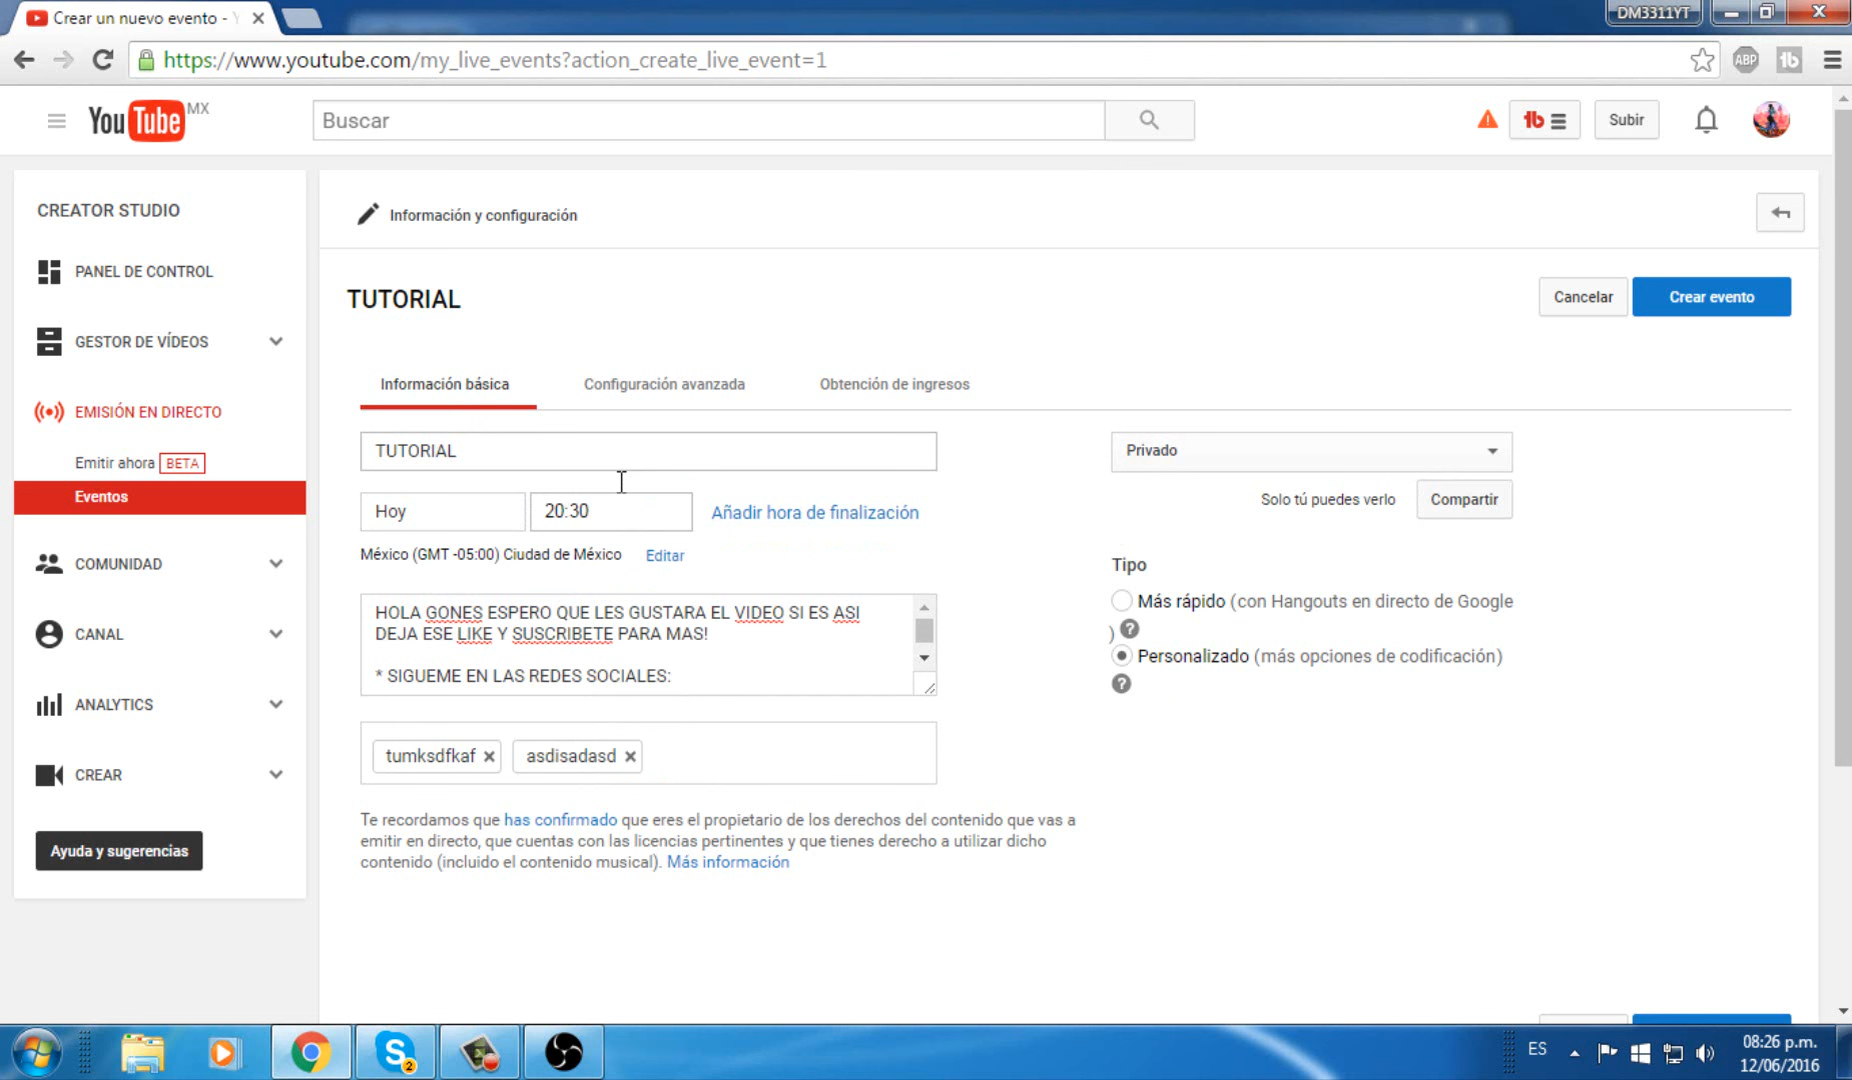 Crear un nuevo evento - Y
DM3311YT
https://www.youtube.com/my_live_events?action_create_live_event=1
ABP
YouTube MX
Buscar
Subir
CREATOR STUDIO
PANEL DE CONTROL
GESTOR DE VÍDEOS
EMISIÓN EN DIRECTO
Emitir ahora BETA
Eventos
COMUNIDAD
CANAL
ANALYTICS
CREAR
Ayuda y sugerencias
Información y configuración
TUTORIAL
Cancelar
Crear evento
Información básica
Configuración avanzada
Obtención de ingresos
TUTORIAL
Hoy
20:30
Añadir hora de finalización
México (GMT -05:00) Ciudad de México
Editar
HOLA GONES ESPERO QUE LES GUSTARA EL VIDEO SI ES ASI
DEJA ESE LIKE Y SUSCRIBETE PARA MAS!
* SIGUEME EN LAS REDES SOCIALES:
tumksdfkaf
asdisadasd
Te recordamos que has confirmado que eres el propietario de los derechos del contenido que vas a
emitir en directo, que cuentas con las licencias pertinentes y que tienes derecho a utilizar dicho
contenido (incluido el contenido musical). Más información
Privado
Solo tú puedes verlo
Compartir
Tipo
Más rápido (con Hangouts en directo de Google
)
Personalizado (más opciones de codificación)
S
2
ES
08:26 p.m.
12/06/2016